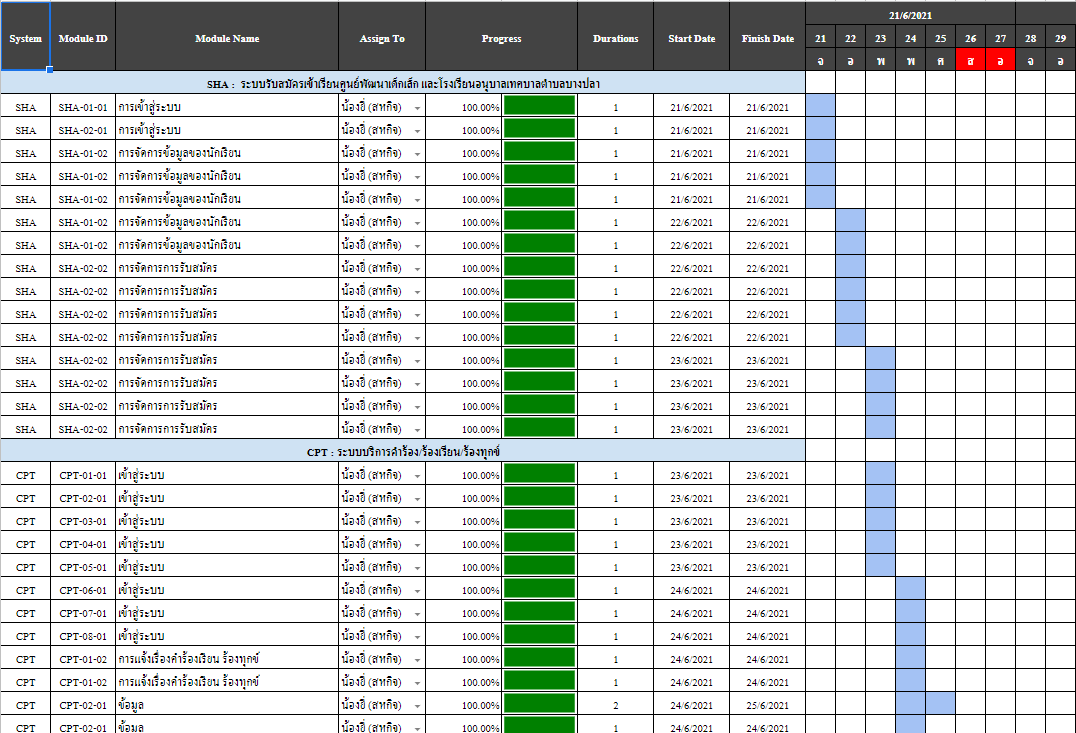 21/6/2021
System Module ID Module Name Assign To Progress Durations Start Date Finish Date 21 22 23 24 25 26 27 28 29
จ อ พ พ ศ ส อ จ อ
SHA : ระบบรับสมัครเข้าเรียนศูนย์พัฒนาเด็กเล็ก และโรงเรียนอนุบาลเทศบาลตำบลบางปลา
SHA SHA-01-01 การเข้าสู่ระบบ น้องยี่ (สหกิจ) 100.00% 1 21/6/2021 21/6/2021
SHA SHA-02-01 การเข้าสู่ระบบ น้องยี่ (สหกิจ) 100.00% 1 21/6/2021 21/6/2021
SHA SHA-01-02 การจัดการข้อมูลของนักเรียน น้องยี่ (สหกิจ) 100.00% 1 21/6/2021 21/6/2021
SHA SHA-01-02 การจัดการข้อมูลของนักเรียน น้องยี่ (สหกิจ) 100.00% 1 21/6/2021 21/6/2021
SHA SHA-01-02 การจัดการข้อมูลของนักเรียน น้องยี่ (สหกิจ) 100.00% 1 21/6/2021 21/6/2021
SHA SHA-01-02 การจัดการข้อมูลของนักเรียน น้องยี่ (สหกิจ) 100.00% 1 22/6/2021 22/6/2021
SHA SHA-01-02 การจัดการข้อมูลของนักเรียน น้องยี่ (สหกิจ) 100.00% 1 22/6/2021 22/6/2021
SHA SHA-02-02 การจัดการการรับสมัคร น้องยี่ (สหกิจ) 100.00% 1 22/6/2021 22/6/2021
SHA SHA-02-02 การจัดการการรับสมัคร น้องยี่ (สหกิจ) 100.00% 1 22/6/2021 22/6/2021
SHA SHA-02-02 การจัดการการรับสมัคร น้องยี่ (สหกิจ) 100.00% 1 22/6/2021 22/6/2021
SHA SHA-02-02 การจัดการการรับสมัคร น้องยี่ (สหกิจ) 100.00% 1 22/6/2021 22/6/2021
SHA SHA-02-02 การจัดการการรับสมัคร น้องยี่ (สหกิจ) 100.00% 1 23/6/2021 23/6/2021
SHA SHA-02-02 การจัดการการรับสมัคร น้องยี่ (สหกิจ) 100.00% 1 23/6/2021 23/6/2021
SHA SHA-02-02 การจัดการการรับสมัคร น้องยี่ (สหกิจ) 100.00% 1 23/6/2021 23/6/2021
SHA SHA-02-02 การจัดการการรับสมัคร น้องยี่ (สหกิจ) 100.00% 1 23/6/2021 23/6/2021
CPT : ระบบบริการคำร้อง/ร้องเรียน/ร้องทุกข์
CPT CPT-01-01 เข้าสู่ระบบ น้องยี่ (สหกิจ) 100.00% 1 23/6/2021 23/6/2021
CPT CPT-02-01 เข้าสู่ระบบ น้องยี่ (สหกิจ) 100.00% 1 23/6/2021 23/6/2021
CPT CPT-03-01 เข้าสู่ระบบ น้องยี่ (สหกิจ) 100.00% 1 23/6/2021 23/6/2021
CPT CPT-04-01 เข้าสู่ระบบ น้องยี่ (สหกิจ) 100.00% 1 23/6/2021 23/6/2021
CPT CPT-05-01 เข้าสู่ระบบ น้องยี่ (สหกิจ) 100.00% 1 23/6/2021 23/6/2021
CPT CPT-06-01 เข้าสู่ระบบ น้องยี่ (สหกิจ) 100.00% 1 24/6/2021 24/6/2021
CPT CPT-07-01 เข้าสู่ระบบ น้องยี่ (สหกิจ) 100.00% 1 24/6/2021 24/6/2021
CPT CPT-08-01 เข้าสู่ระบบ น้องยี่ (สหกิจ) 100.00% 1 24/6/2021 24/6/2021
CPT CPT-01-02 การแจ้งเรื่องคำร้องเรียน ร้องทุกข์ น้องยี่ (สหกิจ) 100.00% 1 24/6/2021 24/6/2021
CPT CPT-01-02 การแจ้งเรื่องคำร้องเรียน ร้องทุกข์ น้องยี่ (สหกิจ) 100.00% 1 24/6/2021 24/6/2021
CPT CPT-02-01 ข้อมูล น้องยี่ (สหกิจ) 100.00% 2 24/6/2021 25/6/2021
CPT CPT-02-01 ข้อมูล น้องยี่ (สหกิจ) 100.00% 1 24/6/2021 24/6/2021